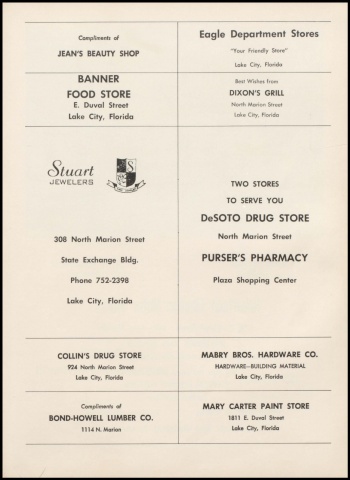 Compliments of
JEAN'S BEAUTY SHOP
Eagle Department Stores
"Your Friendly Store"
Lake City, Florida
BANNER
FOOD STORE
E. Duval Street
Lake City, Florida
Best Wishes from
DIXON'S GRILL
North Marion Street
Lake City, Florida
Stuart
JEWELERS
308 North Marion Street
State Exchange Bldg.
Phone 752-2398
Lake City, Florida
TWO STORES
TO SERVE YOU
DeSOTO DRUG STORE
North Marion Street
PURSER'S PHARMACY
Plaza Shopping Center
COLLIN'S DRUG STORE
924 North Marion Street
Lake City, Florida
MABRY BROS. HARDWARE CO.
HARDWARE—BUILDING MATERIAL
Lake City, Florida
Compliments of
BOND-HOWELL LUMBER CO.
1114 N. Marion
MARY CARTER PAINT STORE
1811 E. Duval Street
Lake City, Florida